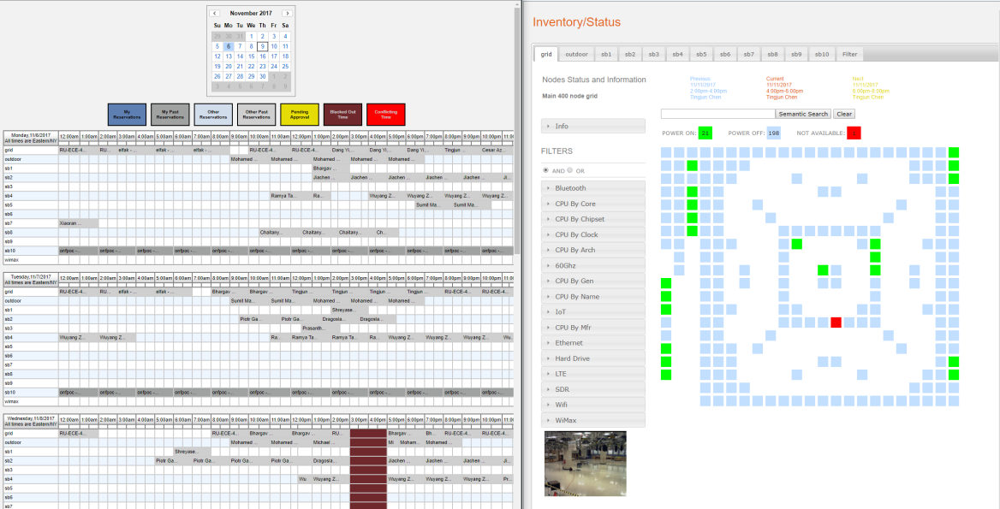 November 2017
Su Mo Tu We Th Fr Sa
29 30 31 1 2 3 4
5 6 7 8 9 10 11
12 13 14 15 16 17 18
19 20 21 22 23 24 25
26 27 28 29 30 1 2
3 4 5 6 7 8 9
My Reservations
My Past Reservations
Other Reservations
Other Past Reservations
Pending Approval
Blacked Out Time
Conflicting Time
Monday,11/6/2017 12.00am 1:00am 2:00am 3:00am 4:00am 5:00am 6:00am 7:00am 8:00am 9:00am 10:00am 11:00am 12:00pm 1:00pm 2:00pm 3:00pm 4:00pm 5:00pm 6:00pm 7:00pm 8:00pm 9:00pm 10:00pm 11:0
All times are Eastern/NY
grid RU-ECE-4... RU... elfak -... elfak -... elfak -... RU-ECE-4... RU-ECE-4... Dang Yi... Dang Yi... Dang Yi... Tingjun ... Cesar Az...
outdoor Mohamed ... Mohamed ... Mohamed ... Mohamed ... Mohamed ...
sb1 Bhargav ...
sb2 Jiachen ... Jiachen ... Jiachen ... Jiachen ... Jiachen ... Ji...
sb3
sb4 Ramya Ta... Ra... Wuyang Z... Wuyang Z... Wuyang Z... Wuyang Z...
sb5 Sumit Ma... Sumit Ma...
sb6
sb7 Xiaoran ...
sb8 Chaitany... Chaitany... Chaitany... Ch...
sb9
sb10 onfpoc -... onfpoc -... onfpoc -... onfpoc -... onfpoc -... onfpoc -... onfpoc -... onfpoc -... onfpoc -... onfpoc -... onfpoc -... onfpoc -...
wimax
Tuesday,11/7/2017 12.00am 1:00am 2:00am 3:00am 4:00am 5:00am 6:00am 7:00am 8:00am 9:00am 10:00am 11:00am 12:00pm 1:00pm 2:00pm 3:00pm 4:00pm 5:00pm 6:00pm 7:00pm 8:00pm 9:00pm 10:00pm 11:0
All times are Eastern/NY
grid RU-ECE-4... RU... elfak -... elfak -... Bhargav ... Bhargav ... Tingjun ... Tingjun ... Tingjun ... Tingjun ... RU-ECE-4... RU-ECE-4...
outdoor Sumit Ma... Sumit Ma... Mohamed ... Mohamed ... Mohamed ...
sb1 Shreyase...
sb2 Piotr Ga... Piotr Ga... Dragosla... Dragosla...
sb3 Prasanth...
sb4 Wuyang Z... Wuyang Z... Ra... Ramya Ta... Ramya Ta... Ra... Wuyang Z... Wuyang Z... Wuyang Z... Wu...
sb5
sb6
sb7
sb8
sb9
sb10 onfpoc -... onfpoc -... onfpoc -... onfpoc -... onfpoc -... onfpoc -... onfpoc -... onfpoc -... onfpoc -... onfpoc -... onfpoc -... onfpoc -...
wimax
Wednesday,11/8/2017 12.00am 1:00am 2:00am 3:00am 4:00am 5:00am 6:00am 7:00am 8:00am 9:00am 10:00am 11:00am 12:00pm 1:00pm 2:00pm 3:00pm 4:00pm 5:00pm 6:00pm 7:00pm 8:00pm 9:00pm 10:00pm 11:0
All times are Eastern/NY
grid RU-ECE-4... RU-ECE-4... Bhargav ... Bhargav ... RU... Bhargav ... Bh... RU-ECE-4... RU-ECE-4...
outdoor Mohamed ... Mohamed ... Michael ... Mi Moham... Mohamed ...
sb1 Shreyase...
sb2 Piotr Ga... Piotr Ga... Piotr Ga... Piotr Ga... Dragosla... Jiachen ... Jiachen ... Jiachen ... Ji...
sb3
sb4 Wu Wuyang Z... Wuyang Z... Wuyang Z... Wuyang Z... Pr...
sb5
sb6
sb7
Inventory/Status
grid outdoor sb1 sb2 sb3 sb4 sb5 sb6 sb7 sb8 sb9 sb10 Filter
Nodes Status and Information
Main 400 node grid
Previous
11/11/2017
2:00pm-4:00pm
Tingjun Chen
Current
11/11/2017
4:00pm-6:00pm
Tingjun Chen
Next
11/11/2017
6:00pm-8:00pm
Tingjun Chen
Semantic Search Clear
Info
POWER ON: 21 POWER OFF: 198 NOT AVAILABLE:
FILTERS
AND OR
Bluetooth
CPU By Core
CPU By Chipset
CPU By Clock
CPU By Arch
60Ghz
CPU By Gen
CPU By Name
IoT
CPU By Mfr
Ethernet
Hard Drive
LTE
SDR
Wifi
WiMax